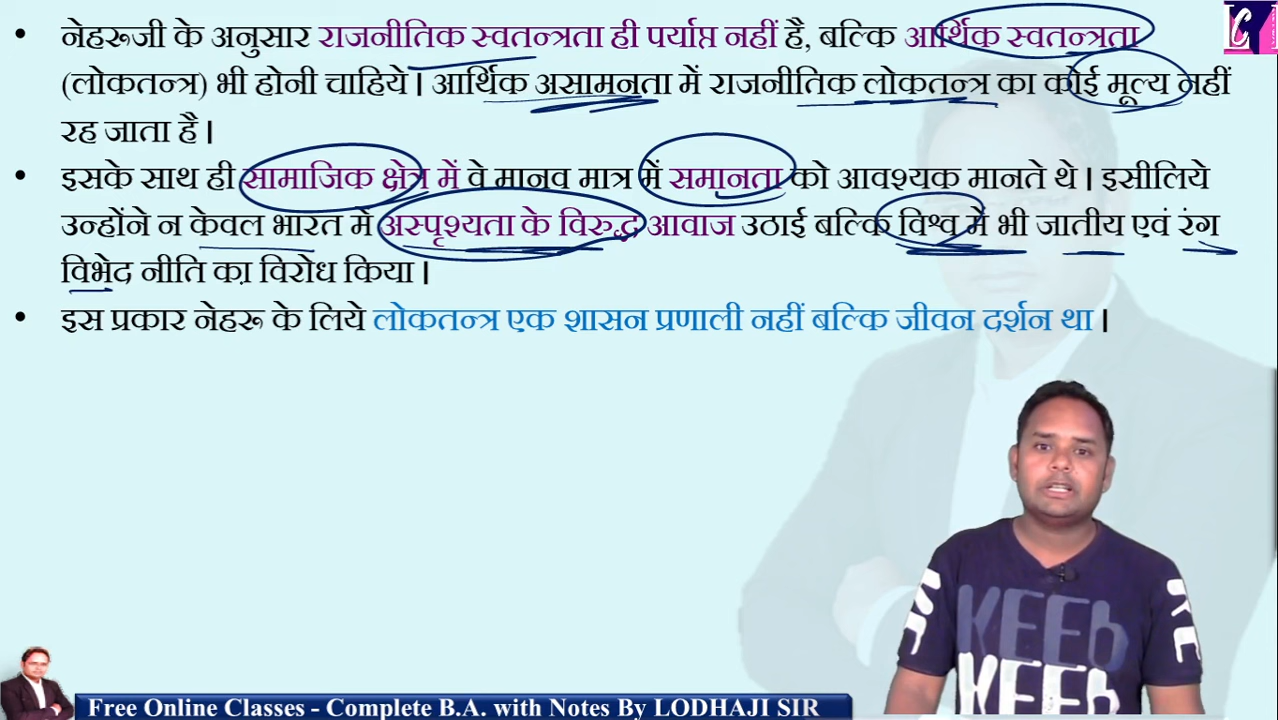 • नेहरूजी के अनुसार राजनीतिक स्वतन्त्रता ही पर्याप्त नहीं है, बल्कि आर्थिक स्वतन्त्रता
(लोकतन्त्र) भी होनी चाहिये। आर्थिक असामनता में राजनीतिक लोकतन्त्र का कोई मूल्य नहीं
रह जाता है।
• इसके साथ ही सामाजिक क्षेत्र में वे मानव मात्र में समानता को आवश्यक मानते थे। इसीलिये
उन्होंने न केवल भारत में अस्पृश्यता के विरुद्ध आवाज उठाई बल्कि विश्व में भी जातीय एवं रंग
विभेद नीति का़ विरोध किया।
• इस प्रकार नेहरू के लिये लोकतन्त्र एक शासन प्रणाली नहीं बल्कि जीवन दर्शन था।
KEEb
KEEb
Free Online Classes - Complete B.A. with Notes By LODHAJI SIR